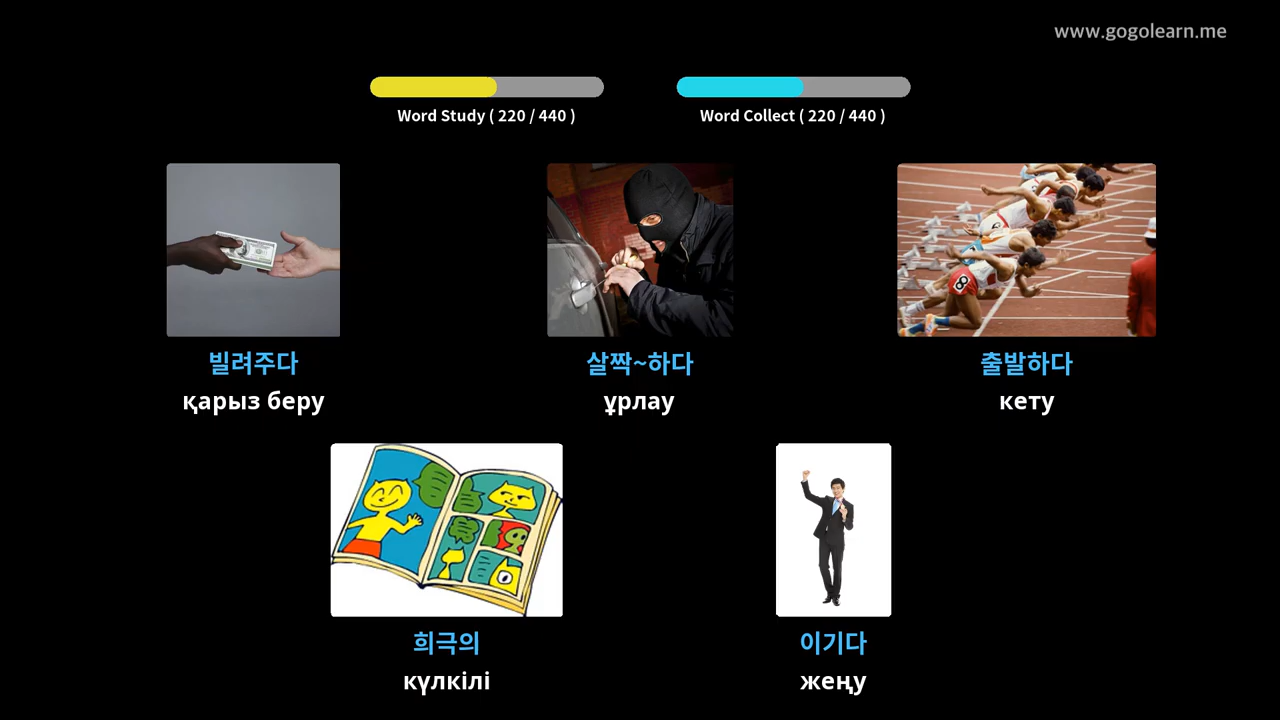 www.gogolearn.me
Word Study ( 220 / 440 )
Word Collect ( 220 / 440 )
빌려주다
қарыз беру
살짝~하다
ұрлау
출발하다
кету
희극의
күлкілі
이기다
жеңу